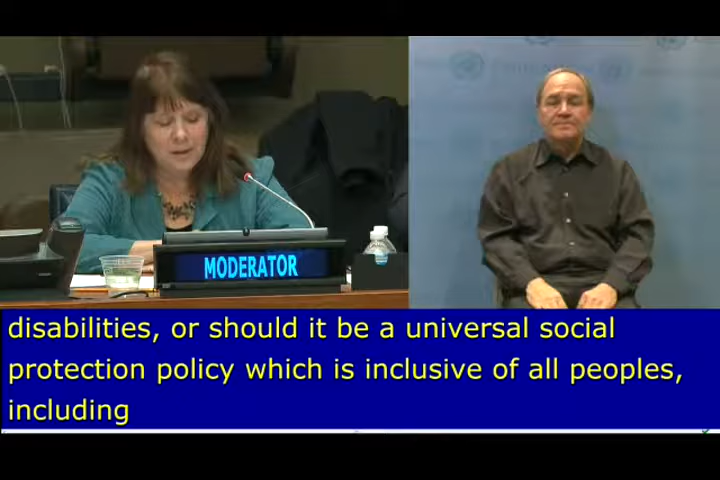 MODERATOR
disabilities, or should it be a universal social
protection policy which is inclusive of all peoples,
including